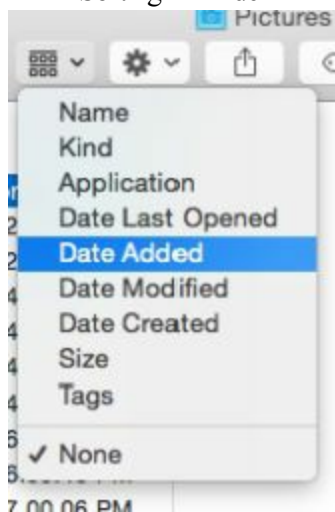 Pictures
Name
Kind
Application
Date Last Opened
Date Added
Date Modified
Date Created
Size
Tags
✓ None
7.00.06 PM